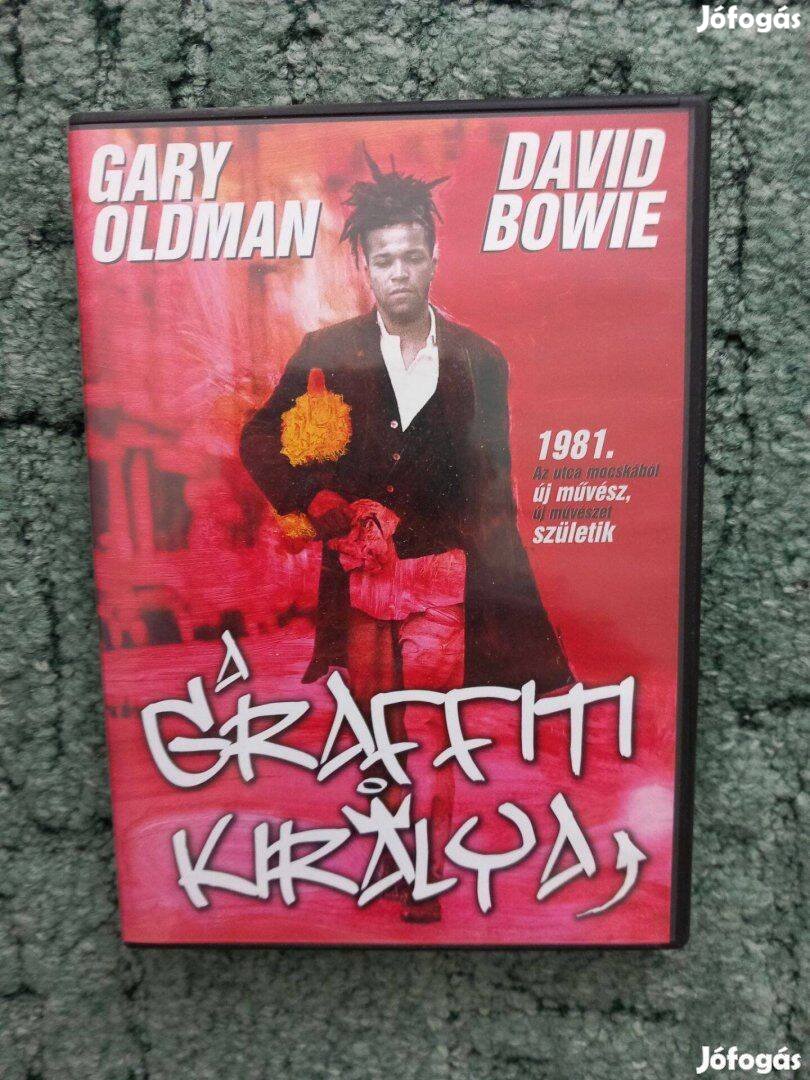 Jófogás
GARY
OLDMAN
DAVID
BOWIE
1981.
Az utca mocskából
új művész,
új művészet
születik
A
GRAFFITI
KIRÁLYA
Jófogás